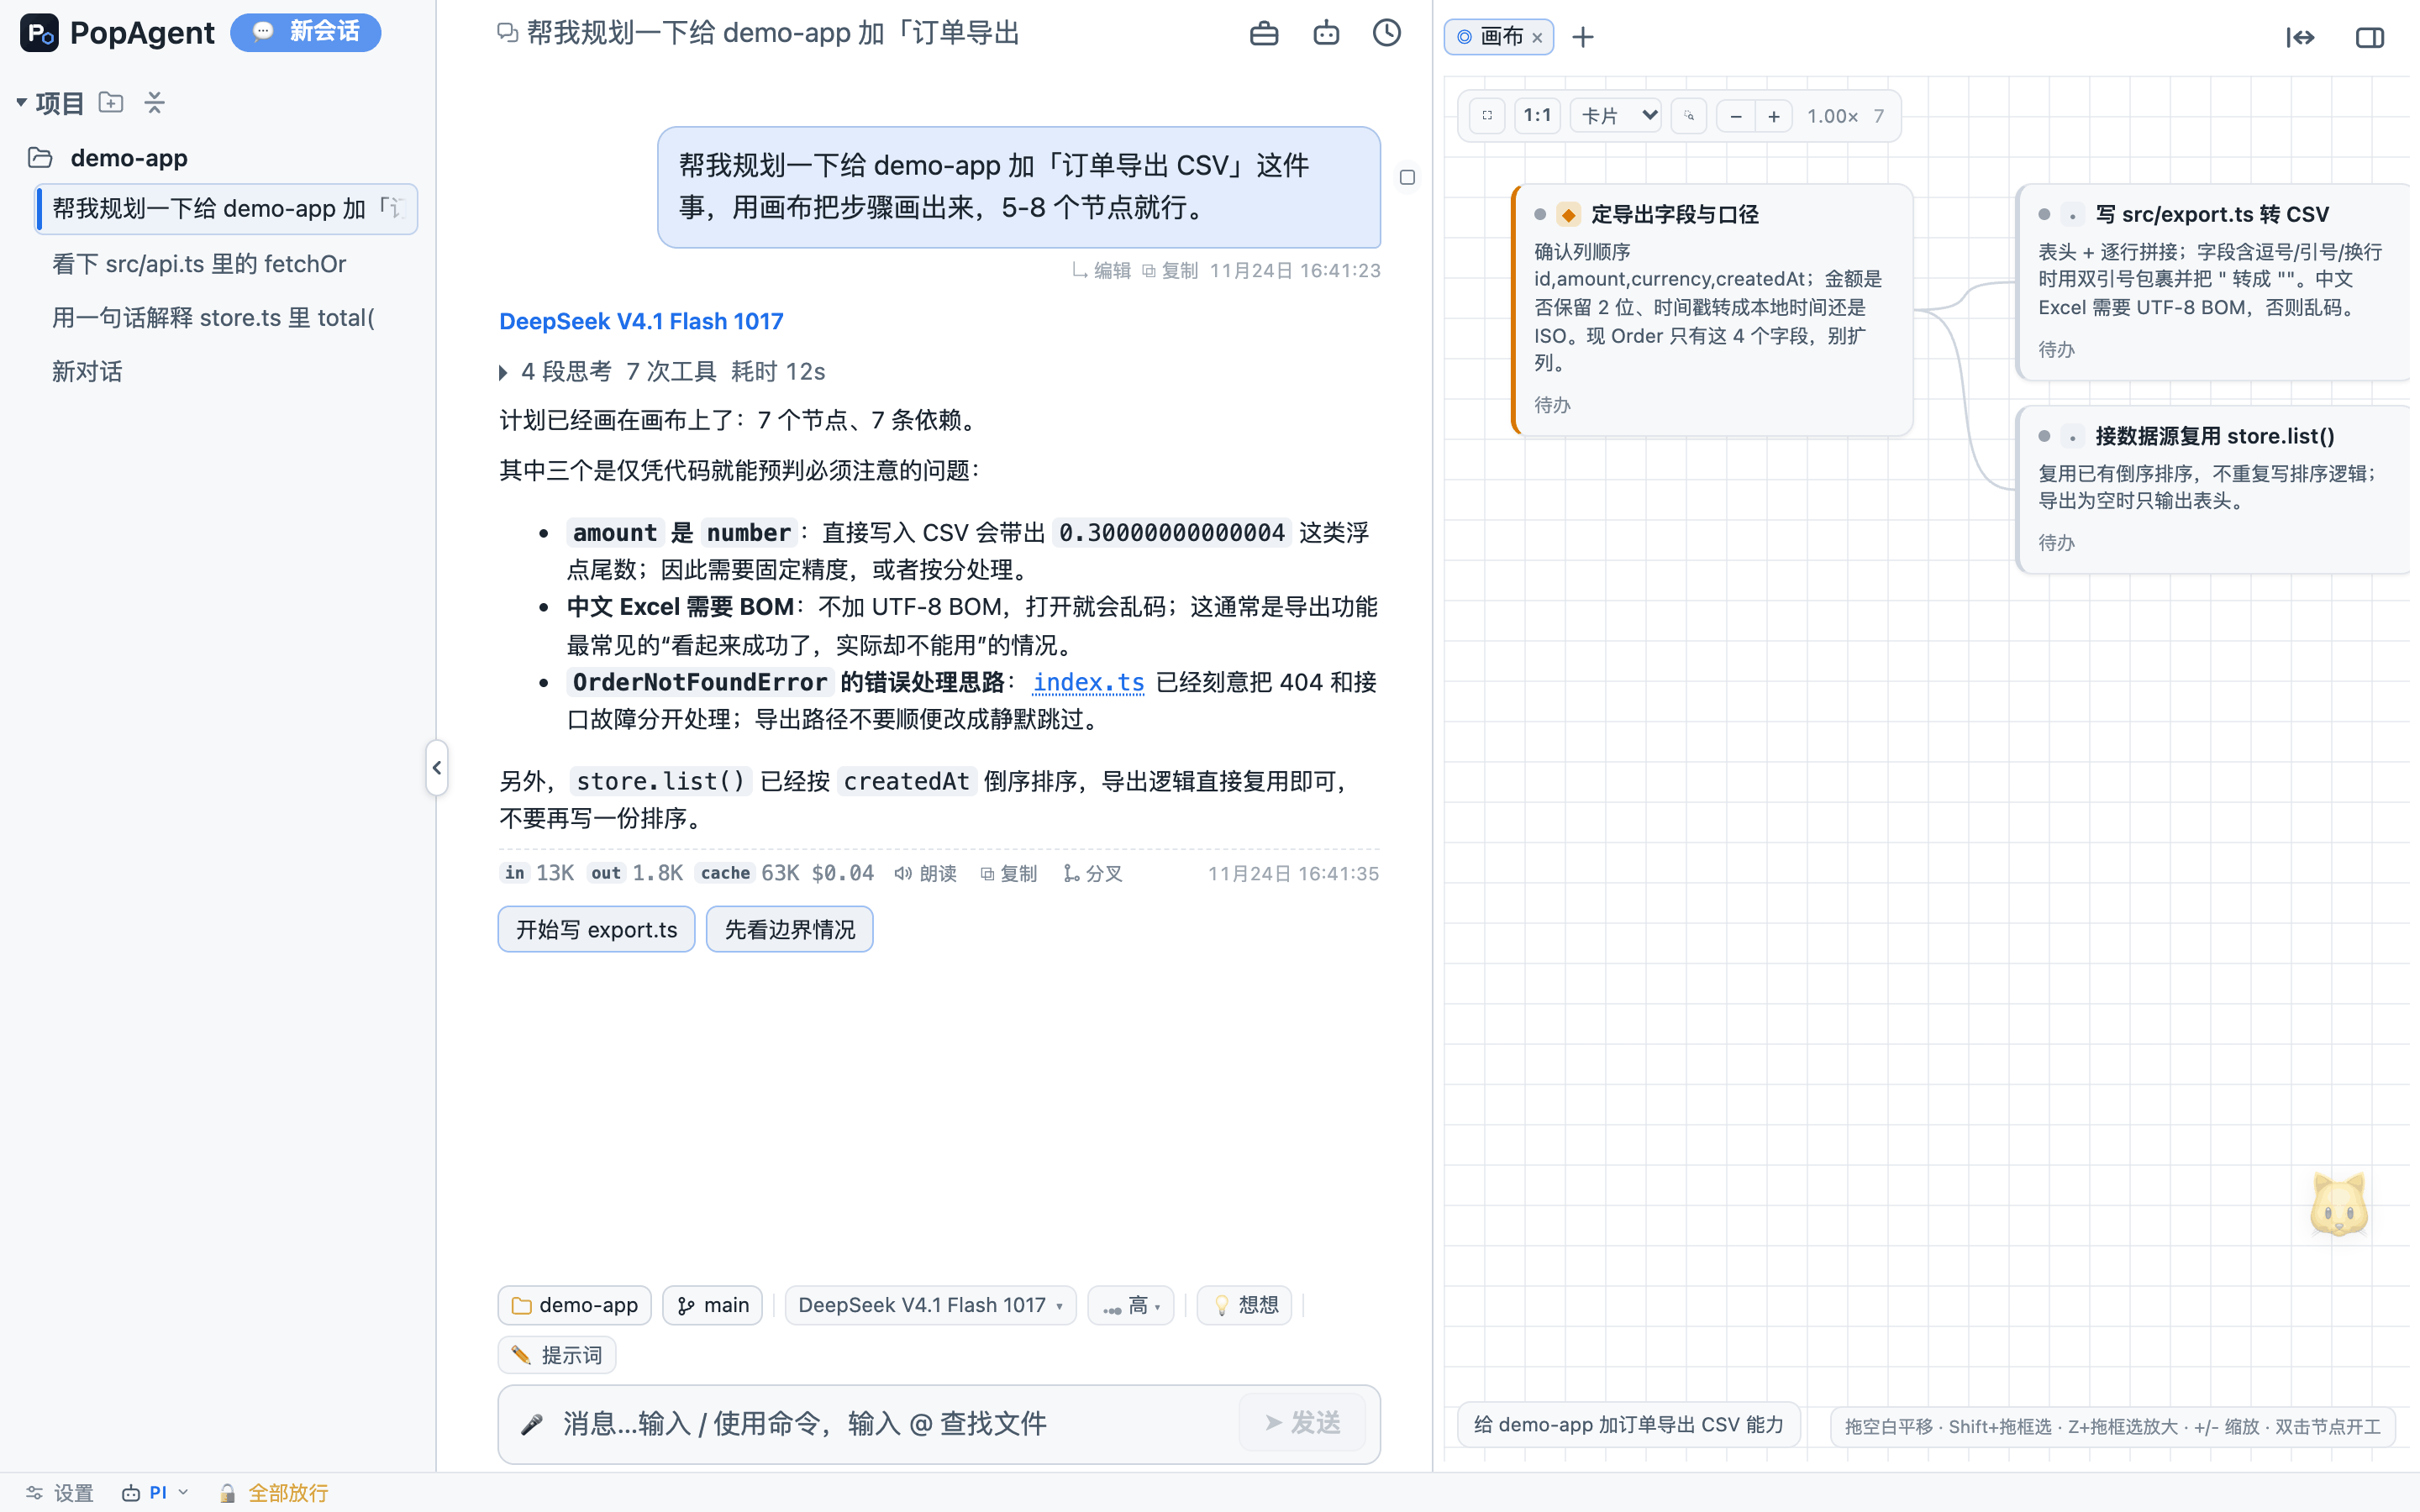 PopAgent
新会话
项目
demo-app
帮我规划一下给 demo-app 加「订
看下 src/api.ts 里的 fetchOr
用一句话解释 store.ts 里 total(
新对话
帮我规划一下给 demo-app 加「订单导出
帮我规划一下给 demo-app 加「订单导出 CSV」这件
事，用画布把步骤画出来，5-8 个节点就行。
编辑 复制 11月24日 16:41:23
DeepSeek V4.1 Flash 1017
4 段思考 7 次工具 耗时 12s
计划已经画在画布上了：7 个节点、7 条依赖。
其中三个是仅凭代码就能预判必须注意的问题：
• amount 是 number：直接写入 CSV 会带出 0.30000000000004 这类浮
点尾数；因此需要固定精度，或者按分处理。
• 中文 Excel 需要 BOM：不加 UTF-8 BOM，打开就会乱码；这通常是导出功能
最常见的“看起来成功了，实际却不能用”的情况。
• OrderNotFoundError 的错误处理思路：index.ts 已经刻意把 404 和接
口故障分开处理；导出路径不要顺便改成静默跳过。
另外，store.list() 已经按 createdAt 倒序排序，导出逻辑直接复用即可，
不要再写一份排序。
in 13K out 1.8K cache 63K $0.04 朗读 复制 分叉 11月24日 16:41:35
开始写 export.ts 先看边界情况
demo-app main DeepSeek V4.1 Flash 1017 高 想想
提示词
消息...输入 / 使用命令，输入 @ 查找文件 发送
设置 PI 全部放行
画布
1:1 卡片 − + 1.00× 7
定导出字段与口径
确认列顺序
id,amount,currency,createdAt；金额是
否保留 2 位、时间戳转成本地时间还是
ISO。现 Order 只有这 4 个字段，别扩
列。
待办
写 src/export.ts 转 CSV
表头 + 逐行拼接；字段含逗号/引号/换行
时用双引号包裹并把 " 转成 ""。中文
Excel 需要 UTF-8 BOM，否则乱码。
待办
接数据源复用 store.list()
复用已有倒序排序，不重复写排序逻辑；
导出为空时只输出表头。
待办
给 demo-app 加订单导出 CSV 能力
拖空白平移 · Shift+拖框选 · Z+拖框选放大 · +/- 缩放 · 双击节点开工